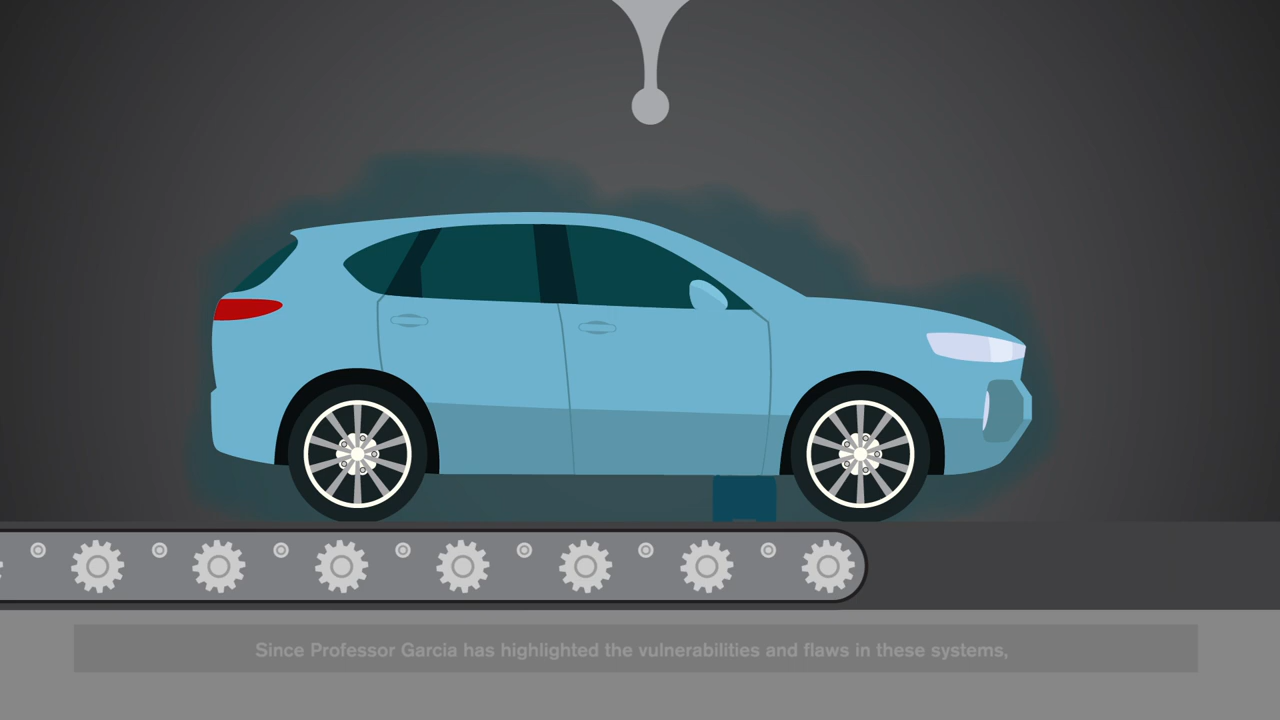 Since Professor Garcia has highlighted the vulnerabilities and flaws in these systems,